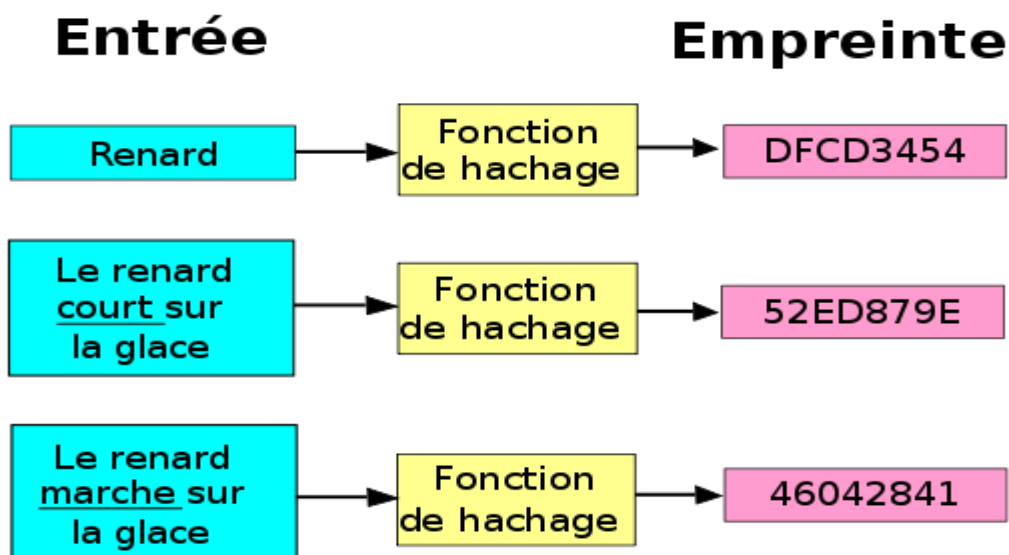 Entrée
Empreinte
Renard
Fonction
de hachage
DFCD3454
Le renard
court sur
la glace
Fonction
de hachage
52ED879E
Le renard
marche sur
la glace
Fonction
de hachage
46042841